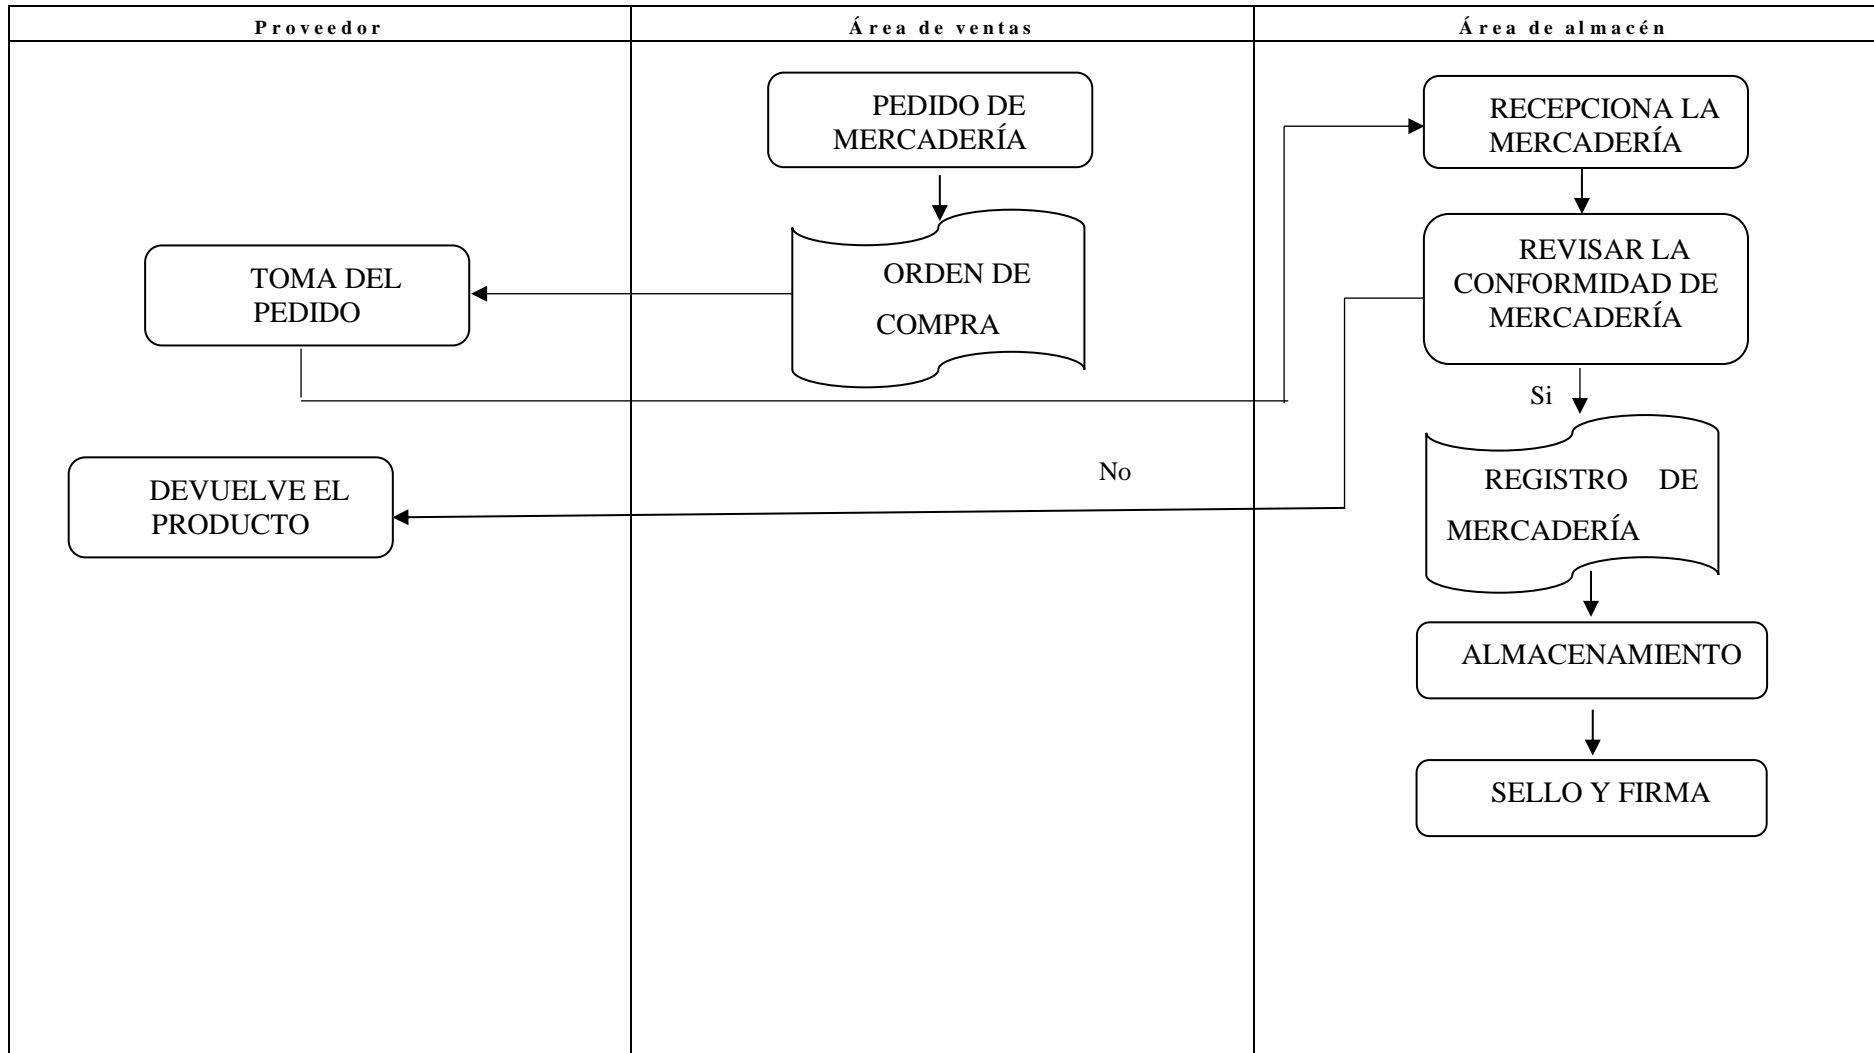 Proveedor
Área de ventas
Área de almacén
PEDIDO DE
MERCADERÍA
RECEPCIONA LA
MERCADERÍA
ORDEN DE
COMPRA
TOMA DEL
PEDIDO
REVISAR LA
CONFORMIDAD DE
MERCADERÍA
Si
No
DEVUELVE EL
PRODUCTO
REGISTRO DE
MERCADERÍA
ALMACENAMIENTO
SELLO Y FIRMA